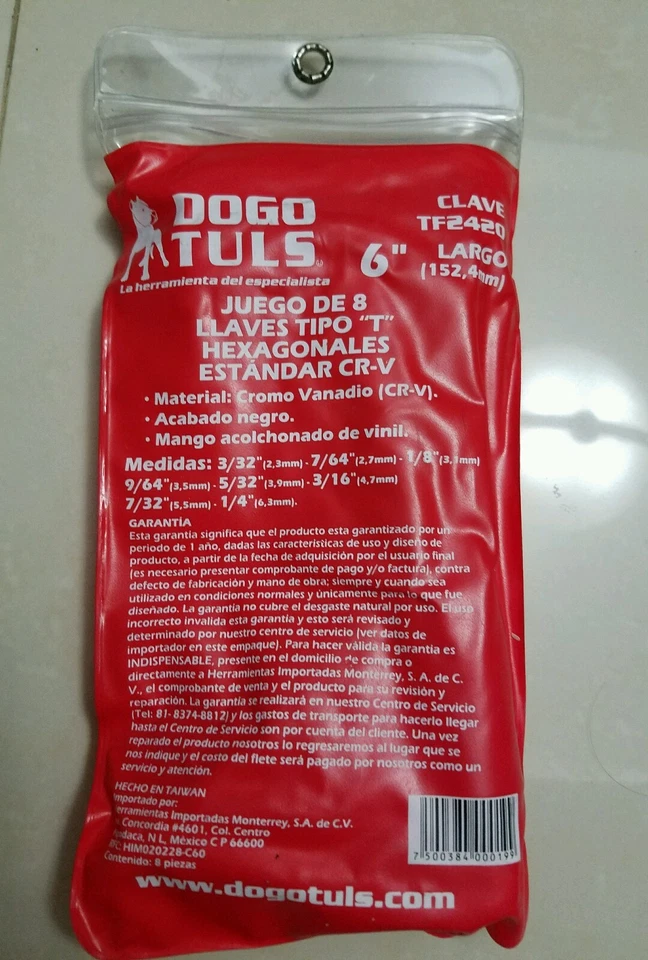 DOGO
TULS
La herramienta del especialista
CLAVE
TF2420
6" LARGO
(152,4mm)
JUEGO DE 8
LLAVES TIPO “T”
HEXAGONALES
ESTÁNDAR CR-V
• Material: Cromo Vanadio (CR-V).
• Acabado negro.
• Mango acolchonado de vinil.
Medidas: 3/32"(2,3mm) - 7/64"(2,7mm) - 1/8"(3,1mm)
9/64"(3,5mm) - 5/32"(3,9mm) - 3/16"(4,7mm)
7/32"(5,5mm) - 1/4"(6,3mm).
GARANTÍA
Esta garantía significa que el producto esta garantizado por un
periodo de 1 año, dadas las características de uso y diseño de
producto, a partir de la fecha de adquisición por el usuario final
(es necesario presentar comprobante de pago y/o factura), contra
defecto de fabricación y mano de obra; siempre y cuando sea
utilizado en condiciones normales y únicamente para lo que fue
diseñado. La garantía no cubre el desgaste natural por uso. El uso
incorrecto invalida esta garantía y esto será revisado y
determinado por nuestro centro de servicio (ver datos de
importador en este empaque). Para hacer válida la garantía es
INDISPENSABLE, presente en el domicilio de compra o
directamente a Herramientas Importadas Monterrey, S. A. de C.
V., el comprobante de venta y el producto para su revisión y
reparación. La garantía se realizará en nuestro Centro de Servicio
(Tel: 81- 8374-8812) y los gastos de transporte para hacerlo llegar
hasta el Centro de Servicio son por cuenta del cliente. Una vez
reparado el producto nosotros lo regresaremos al lugar que se
nos indique y el costo del flete será pagado por nosotros como un
servicio y atención.
HECHO EN TAIWAN
Importado por:
Herramientas Importadas Monterrey, S.A. de C.V.
Concordia #4601, Col. Centro
Apodaca, N L, México C P 66600
RFC: HIM020228-C60
Contenido: 8 piezas
7 500384 000199
www.dogotuls.com